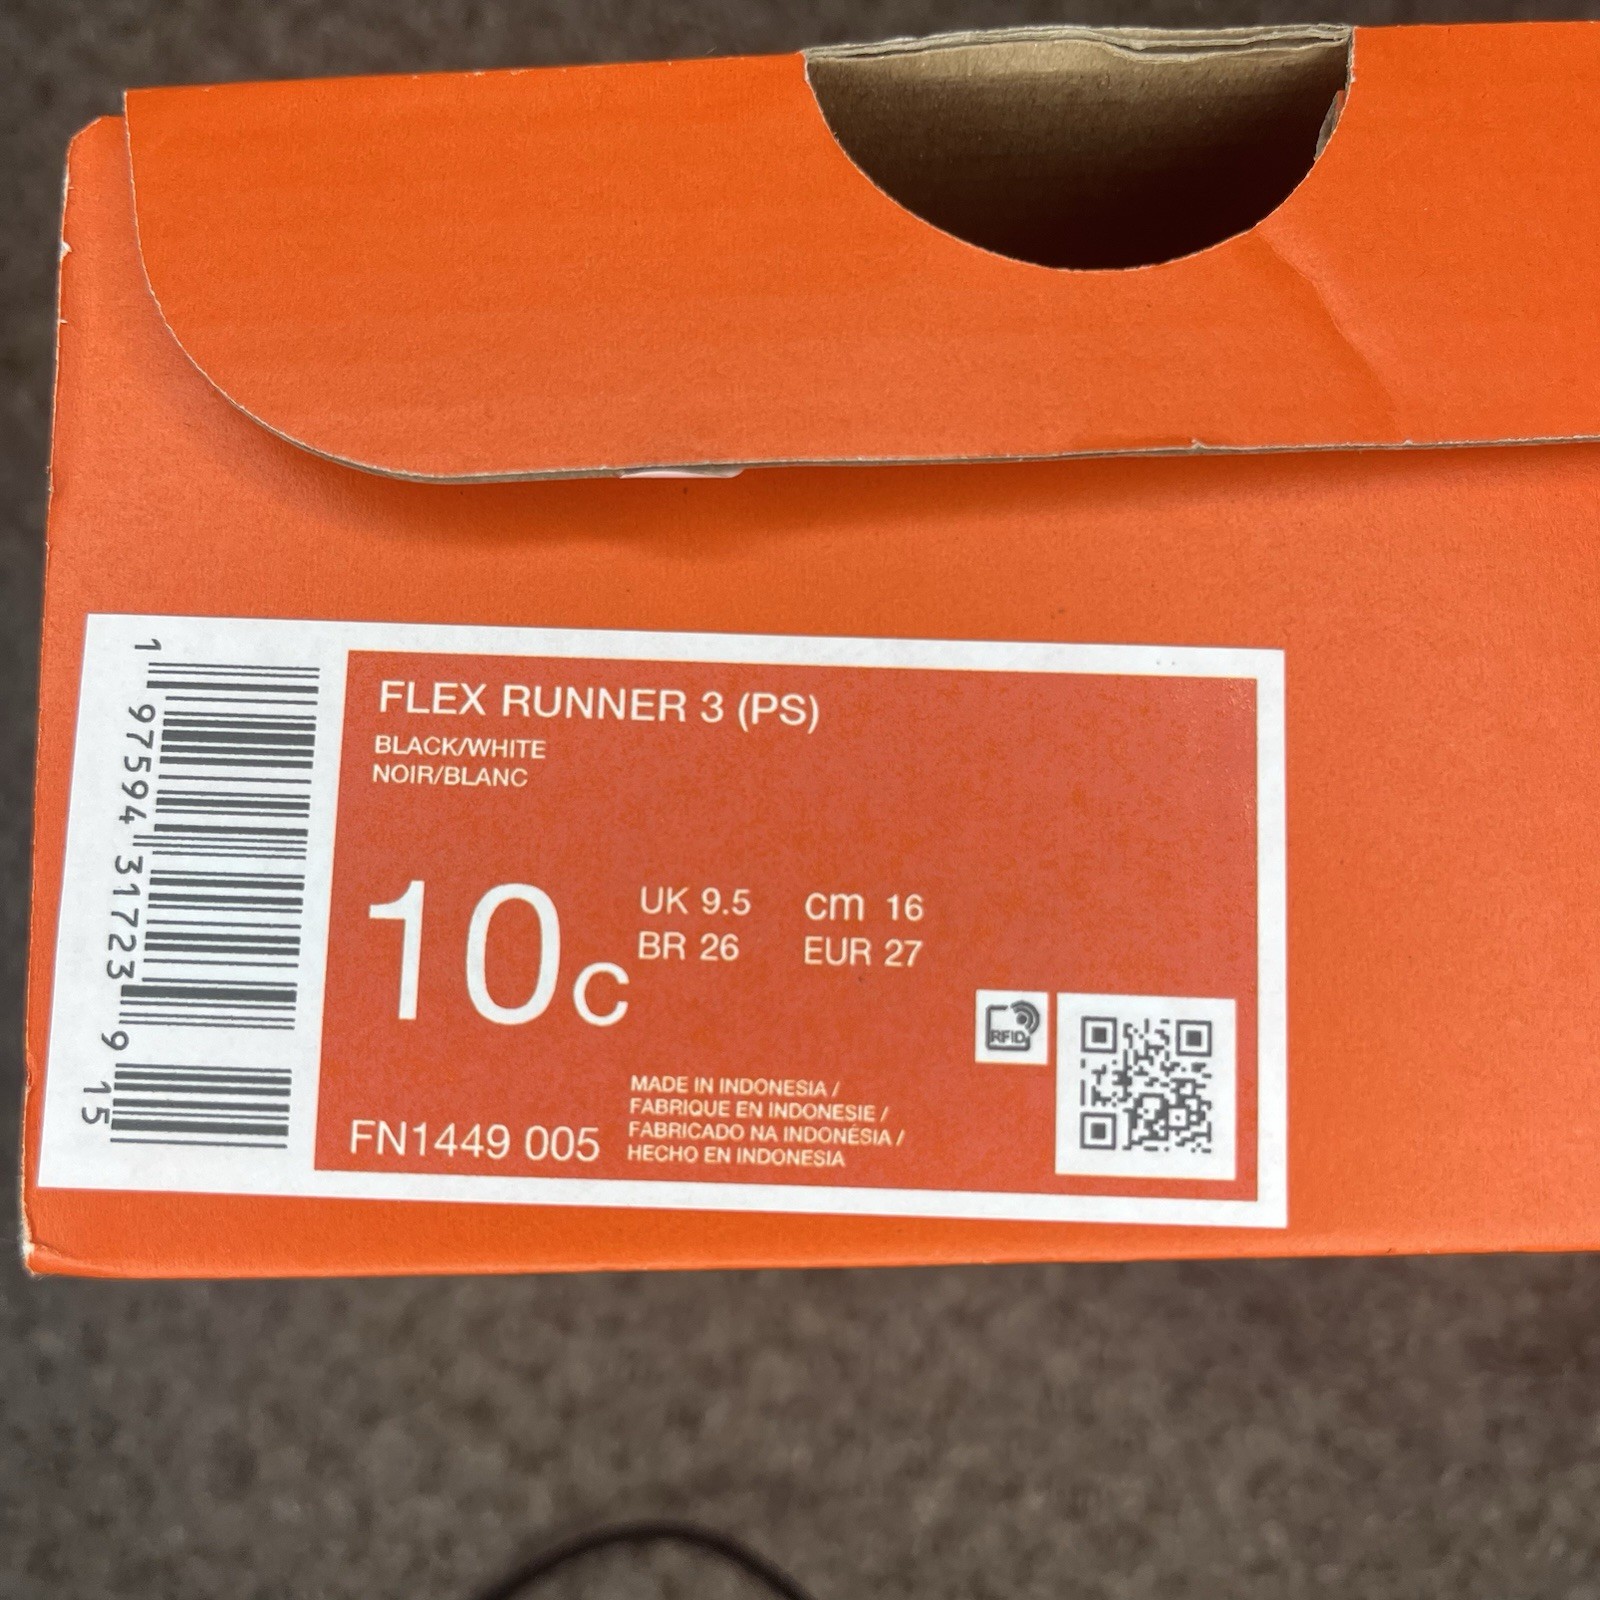 1 97594 31723 9 15
FLEX RUNNER 3 (PS)
BLACK/WHITE
NOIR/BLANC
10c
UK 9.5 cm 16
BR 26 EUR 27
RFID
MADE IN INDONESIA /
FABRIQUE EN INDONESIE /
FABRICADO NA INDONÉSIA /
HECHO EN INDONESIA
FN1449 005